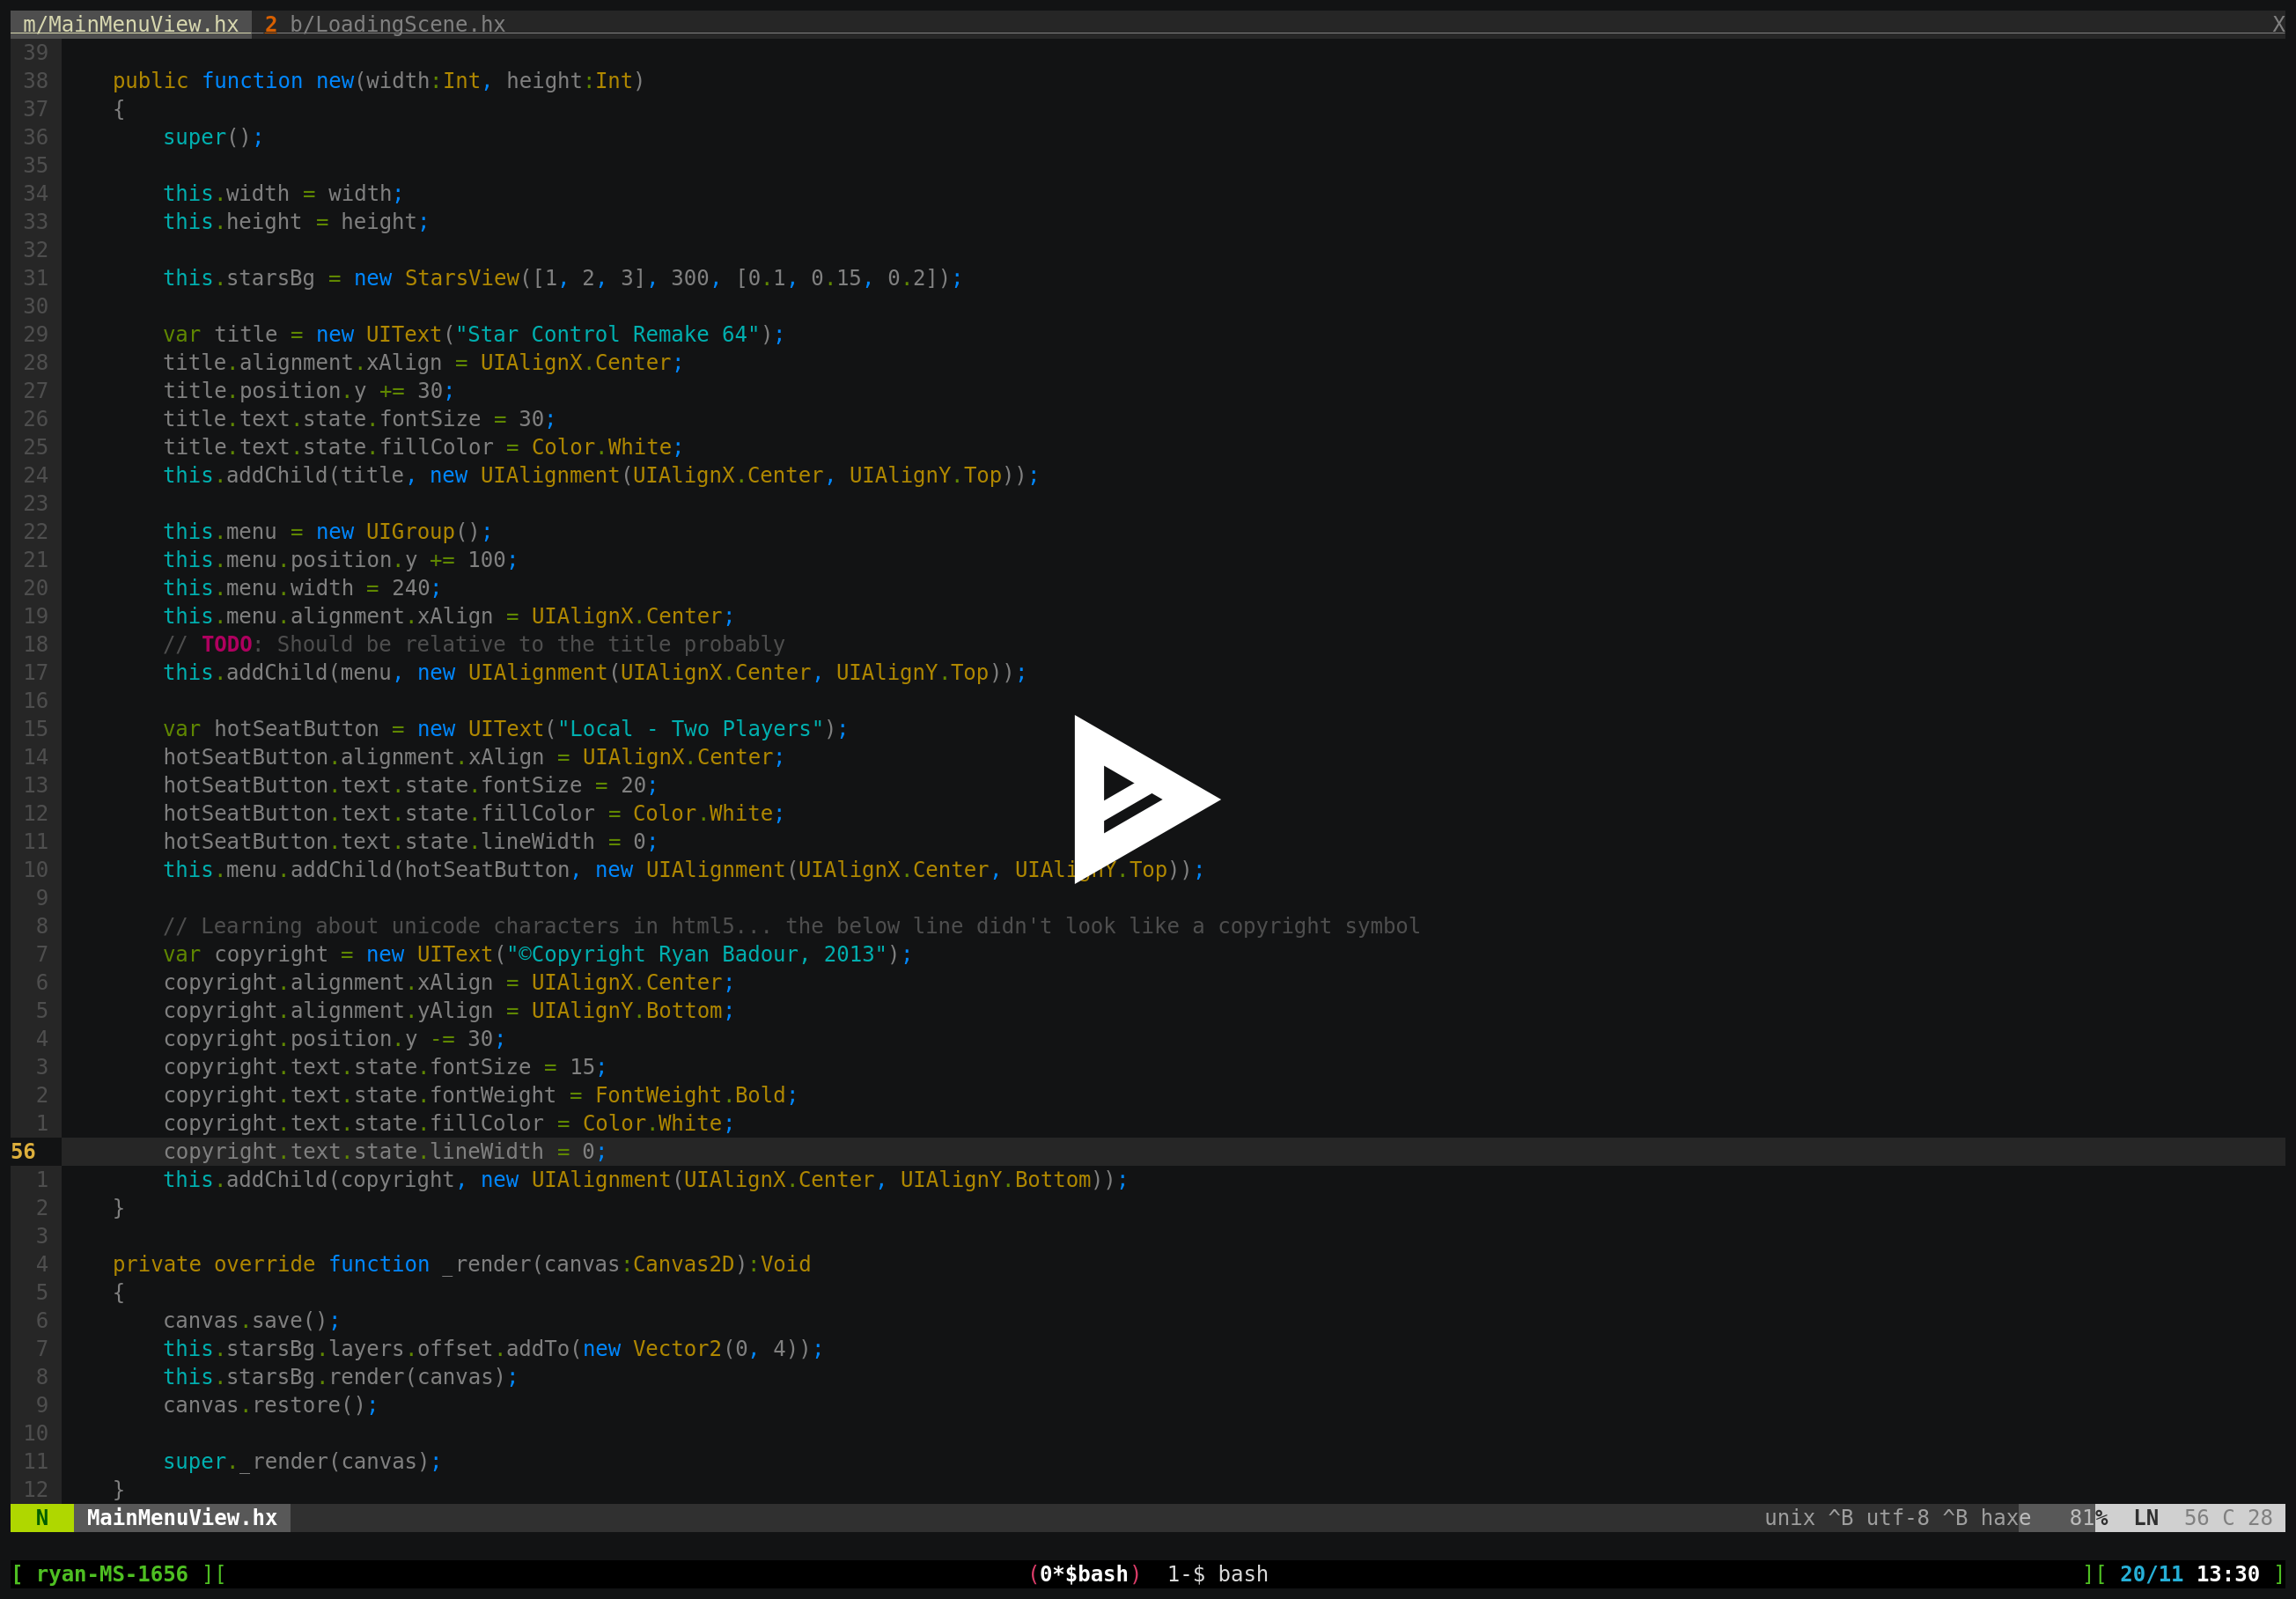 m/MainMenuView.hx  2 b/LoadingScene.hx X
39
38     public function new(width:Int, height:Int)
37     {
36         super();
35
34         this.width = width;
33         this.height = height;
32
31         this.starsBg = new StarsView([1, 2, 3], 300, [0.1, 0.15, 0.2]);
30
29         var title = new UIText("Star Control Remake 64");
28         title.alignment.xAlign = UIAlignX.Center;
27         title.position.y += 30;
26         title.text.state.fontSize = 30;
25         title.text.state.fillColor = Color.White;
24         this.addChild(title, new UIAlignment(UIAlignX.Center, UIAlignY.Top));
23
22         this.menu = new UIGroup();
21         this.menu.position.y += 100;
20         this.menu.width = 240;
19         this.menu.alignment.xAlign = UIAlignX.Center;
18         // TODO: Should be relative to the title probably
17         this.addChild(menu, new UIAlignment(UIAlignX.Center, UIAlignY.Top));
16
15         var hotSeatButton = new UIText("Local - Two Players");
14         hotSeatButton.alignment.xAlign = UIAlignX.Center;
13         hotSeatButton.text.state.fontSize = 20;
12         hotSeatButton.text.state.fillColor = Color.White;
11         hotSeatButton.text.state.lineWidth = 0;
10         this.menu.addChild(hotSeatButton, new UIAlignment(UIAlignX.Center, UIAlignY.Top));
9
8         // Learning about unicode characters in html5... the below line didn't look like a copyright symbol
7         var copyright = new UIText("©Copyright Ryan Badour, 2013");
6         copyright.alignment.xAlign = UIAlignX.Center;
5         copyright.alignment.yAlign = UIAlignY.Bottom;
4         copyright.position.y -= 30;
3         copyright.text.state.fontSize = 15;
2         copyright.text.state.fontWeight = FontWeight.Bold;
1         copyright.text.state.fillColor = Color.White;
56         copyright.text.state.lineWidth = 0;
1         this.addChild(copyright, new UIAlignment(UIAlignX.Center, UIAlignY.Bottom));
2     }
3
4     private override function _render(canvas:Canvas2D):Void
5     {
6         canvas.save();
7         this.starsBg.layers.offset.addTo(new Vector2(0, 4));
8         this.starsBg.render(canvas);
9         canvas.restore();
10
11         super._render(canvas);
12     }
N  MainMenuView.hx  unix ^B utf-8 ^B haxe  81%  LN  56 C 28
[ ryan-MS-1656 ][  (0*$bash)  1-$ bash  ][ 20/11 13:30 ]